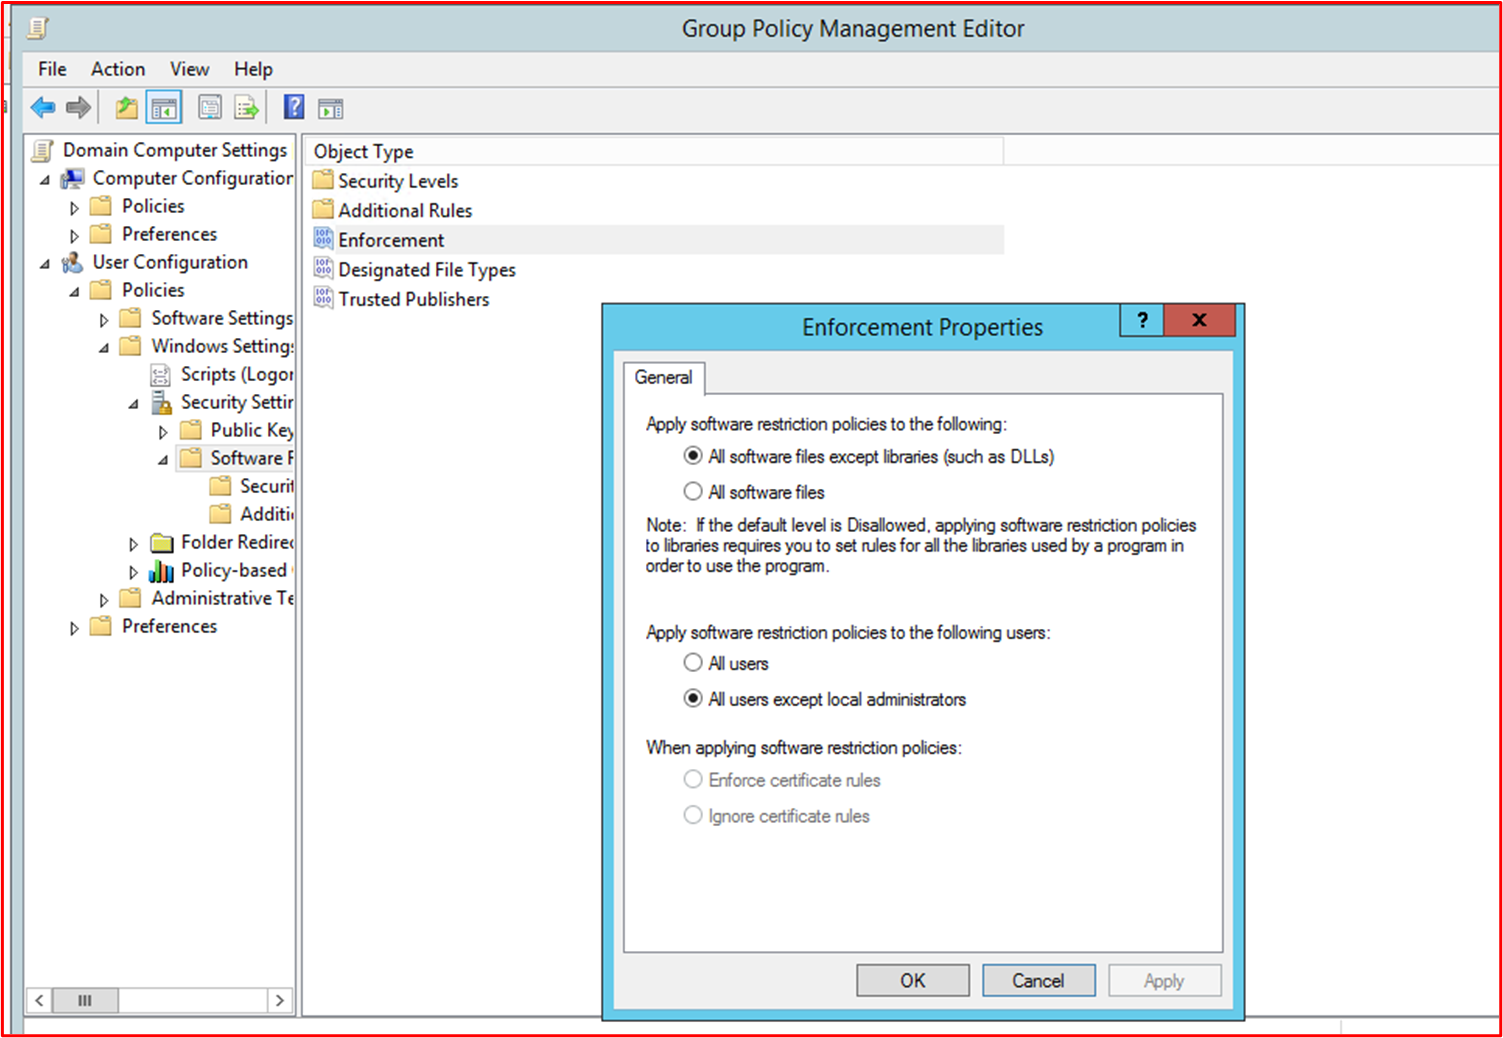 Group Policy Management Editor
File Action View Help
Domain Computer Settings
Computer Configuration
Policies
Preferences
User Configuration
Policies
Software Settings
Windows Setting
Scripts (Logo
Security Settin
Public Key
Software R
Securit
Additi
Folder Redirec
Policy-based
Administrative Te
Preferences
Object Type
Security Levels
Additional Rules
Enforcement
Designated File Types
Trusted Publishers
Enforcement Properties
? x
General
Apply software restriction policies to the following:
All software files except libraries (such as DLLs)
All software files
Note: If the default level is Disallowed, applying software restriction policies
to libraries requires you to set rules for all the libraries used by a program in
order to use the program.
Apply software restriction policies to the following users:
All users
All users except local administrators
When applying software restriction policies:
Enforce certificate rules
Ignore certificate rules
OK Cancel Apply